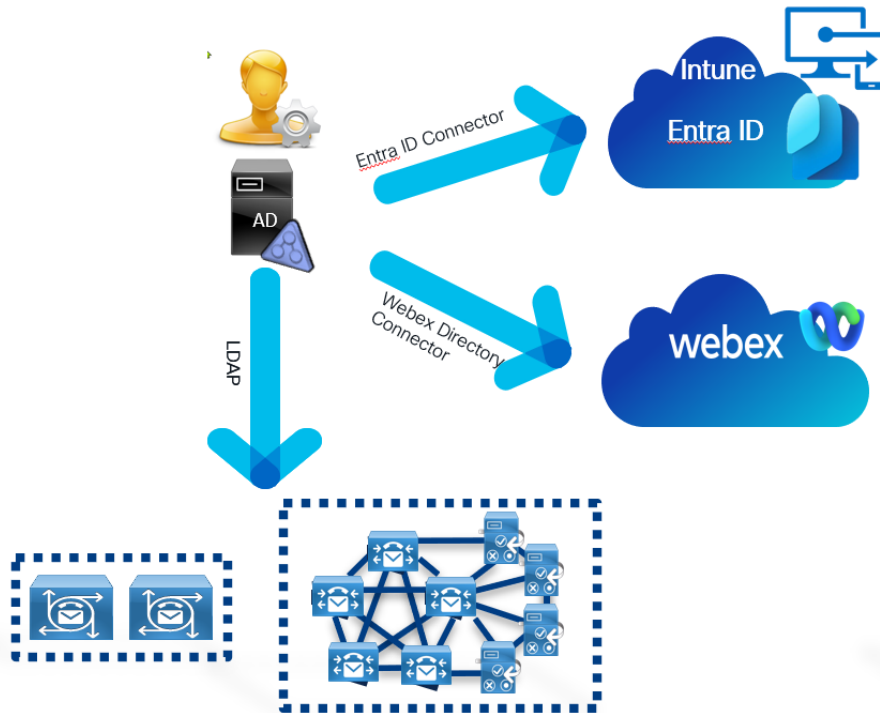 Intune
Entra ID
Entra ID Connector
AD
Webex Directory
Connector
webex
LDAP